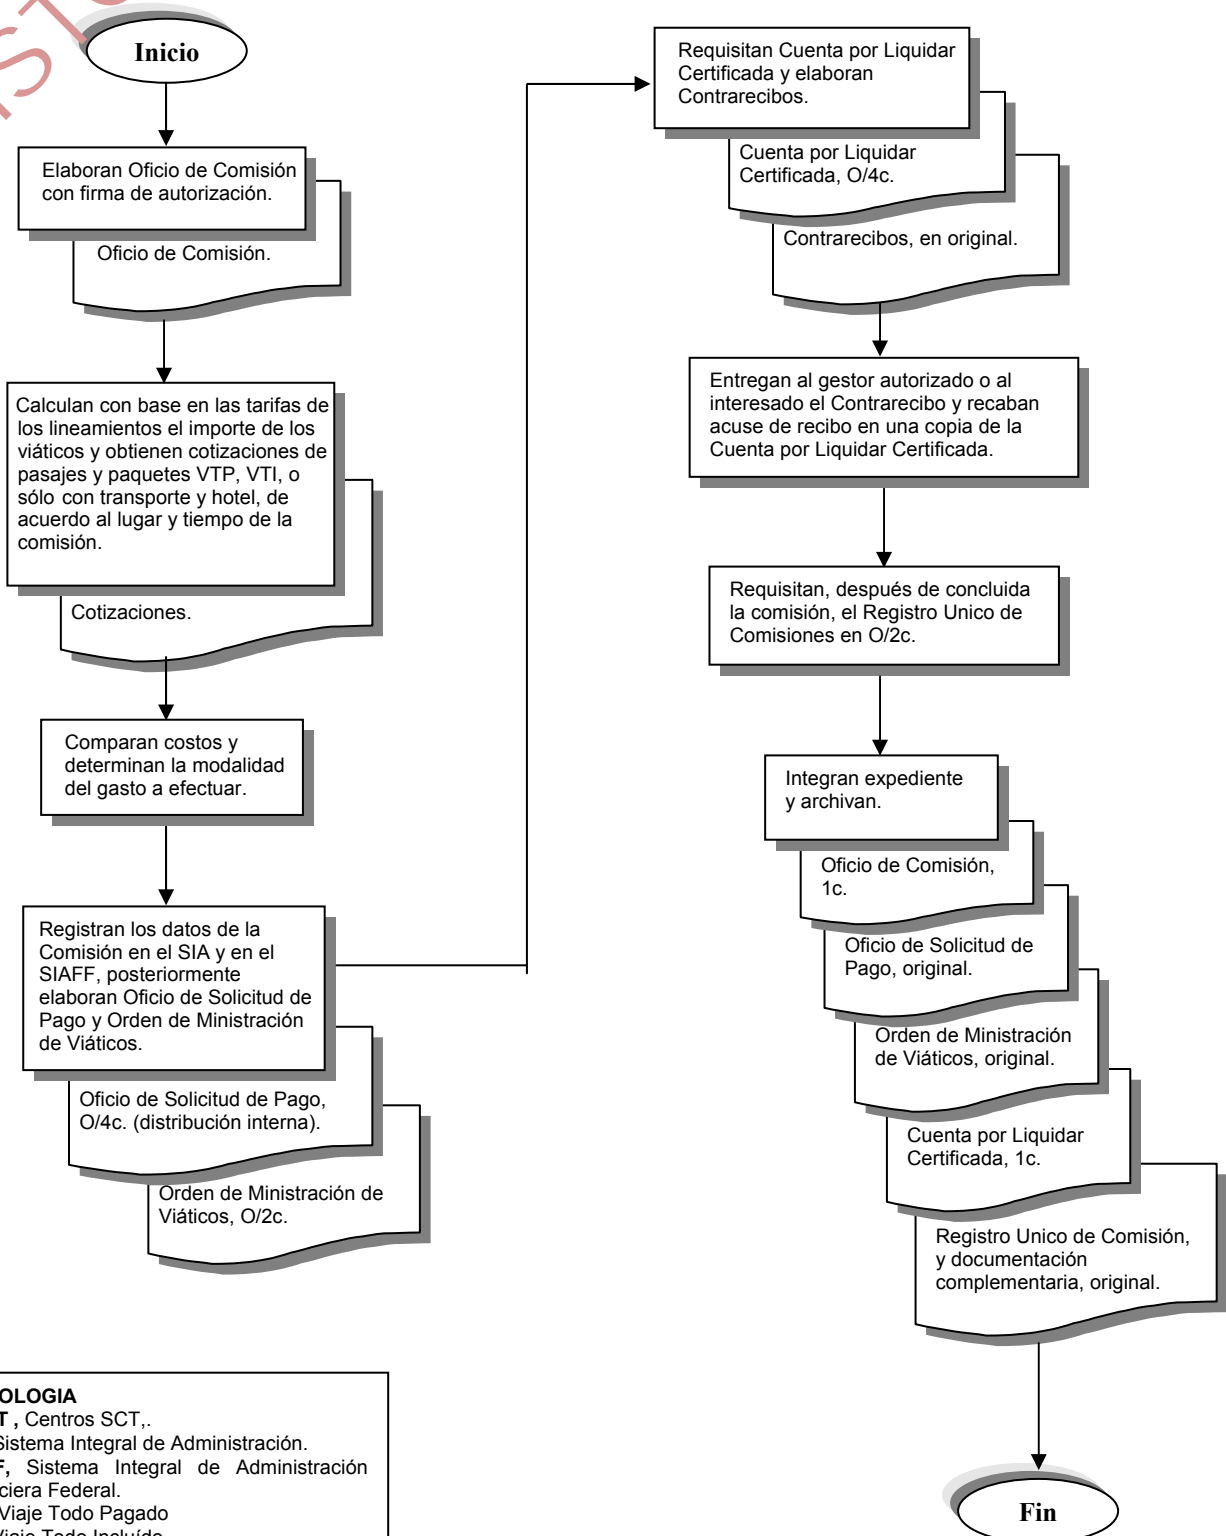 Inicio
Elaboran Oficio de Comisión
con firma de autorización.
Oficio de Comisión.
Calculan con base en las tarifas de
los lineamientos el importe de los
viáticos y obtienen cotizaciones de
pasajes y paquetes VTP, VTI, o
sólo con transporte y hotel, de
acuerdo al lugar y tiempo de la
comisión.
Cotizaciones.
Comparan costos y
determinan la modalidad
del gasto a efectuar.
Registran los datos de la
Comisión en el SIA y en el
SIAFF, posteriormente
elaboran Oficio de Solicitud de
Pago y Orden de Ministración
de Viáticos.
Oficio de Solicitud de Pago,
O/4c. (distribución interna).
Orden de Ministración de
Viáticos, O/2c.
Requisitan Cuenta por Liquidar
Certificada y elaboran
Contrarecibos.
Cuenta por Liquidar
Certificada, O/4c.
Contrarecibos, en original.
Entregan al gestor autorizado o al
interesado el Contrarecibo y recaban
acuse de recibo en una copia de la
Cuenta por Liquidar Certificada.
Requisitan, después de concluida
la comisión, el Registro Unico de
Comisiones en O/2c.
Integran expediente
y archivan.
Oficio de Comisión,
1c.
Oficio de Solicitud de
Pago, original.
Orden de Ministración
de Viáticos, original.
Cuenta por Liquidar
Certificada, 1c.
Registro Unico de Comisión,
y documentación
complementaria, original.
Fin
OLOGIA
T , Centros SCT,.
Sistema Integral de Administración.
F, Sistema Integral de Administración
ciera Federal.
Viaje Todo Pagado
Viaje Todo Incluído